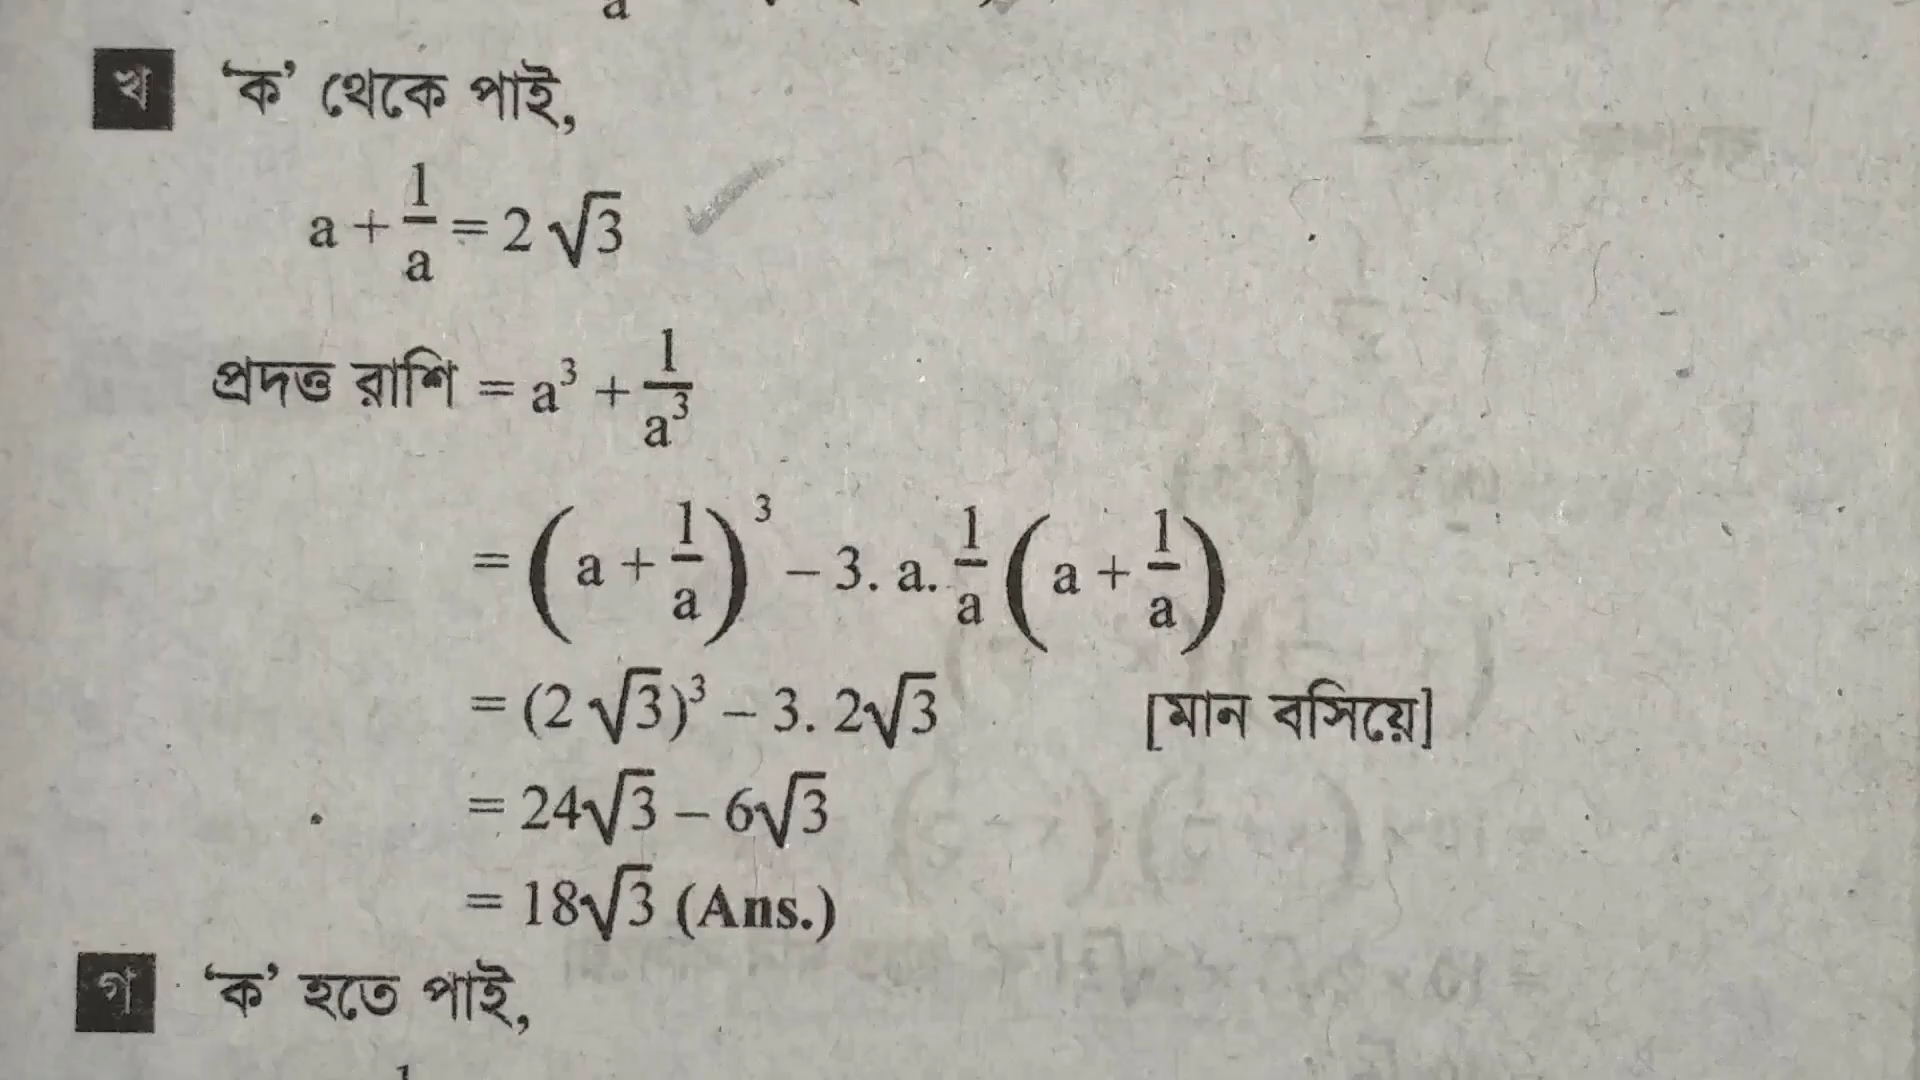 খ 'ক' থেকে পাই,
a + 1/a = 2√3
প্রদত্ত রাশি = a³ + 1/a³
= (a + 1/a)³ – 3. a. 1/a (a + 1/a)
= (2√3)³ – 3. 2√3 [মান বসিয়ে]
= 24√3 – 6√3
= 18√3 (Ans.)
গ 'ক' হতে পাই,